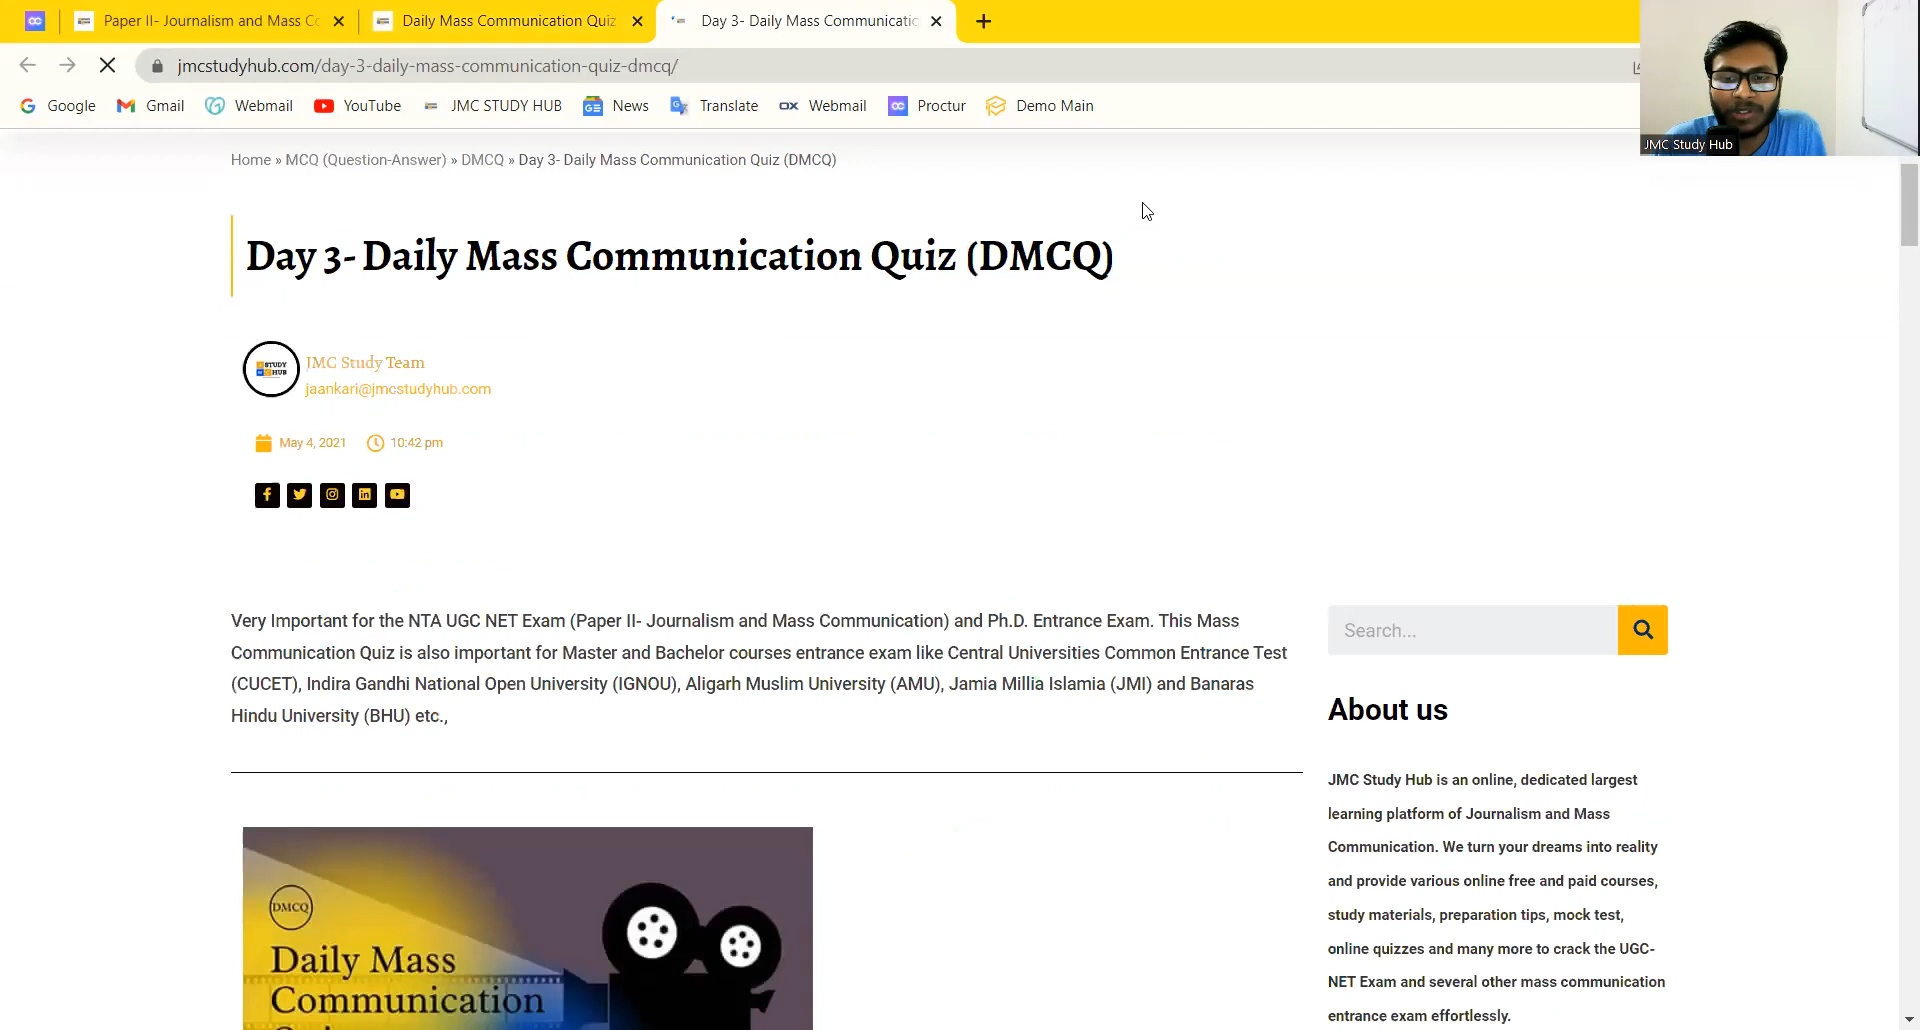 Paper II- Journalism and Mass Co
Daily Mass Communication Quiz
Day 3- Daily Mass Communicatio
jmcstudyhub.com/day-3-daily-mass-communication-quiz-dmcq/
Google
Gmail
Webmail
YouTube
JMC STUDY HUB
News
Translate
Webmail
Proctur
Demo Main
JMC Study Hub
Home » MCQ (Question-Answer) » DMCQ » Day 3- Daily Mass Communication Quiz (DMCQ)
Day 3- Daily Mass Communication Quiz (DMCQ)
STUDY
HUB
JMC Study Team
jaankari@jmcstudyhub.com
May 4, 2021
10:42 pm
Very Important for the NTA UGC NET Exam (Paper II- Journalism and Mass Communication) and Ph.D. Entrance Exam. This Mass
Communication Quiz is also important for Master and Bachelor courses entrance exam like Central Universities Common Entrance Test
(CUCET), Indira Gandhi National Open University (IGNOU), Aligarh Muslim University (AMU), Jamia Millia Islamia (JMI) and Banaras
Hindu University (BHU) etc.,
DMCQ
Daily Mass
Communication
Search...
About us
JMC Study Hub is an online, dedicated largest
learning platform of Journalism and Mass
Communication. We turn your dreams into reality
and provide various online free and paid courses,
study materials, preparation tips, mock test,
online quizzes and many more to crack the UGC-
NET Exam and several other mass communication
entrance exam effortlessly.